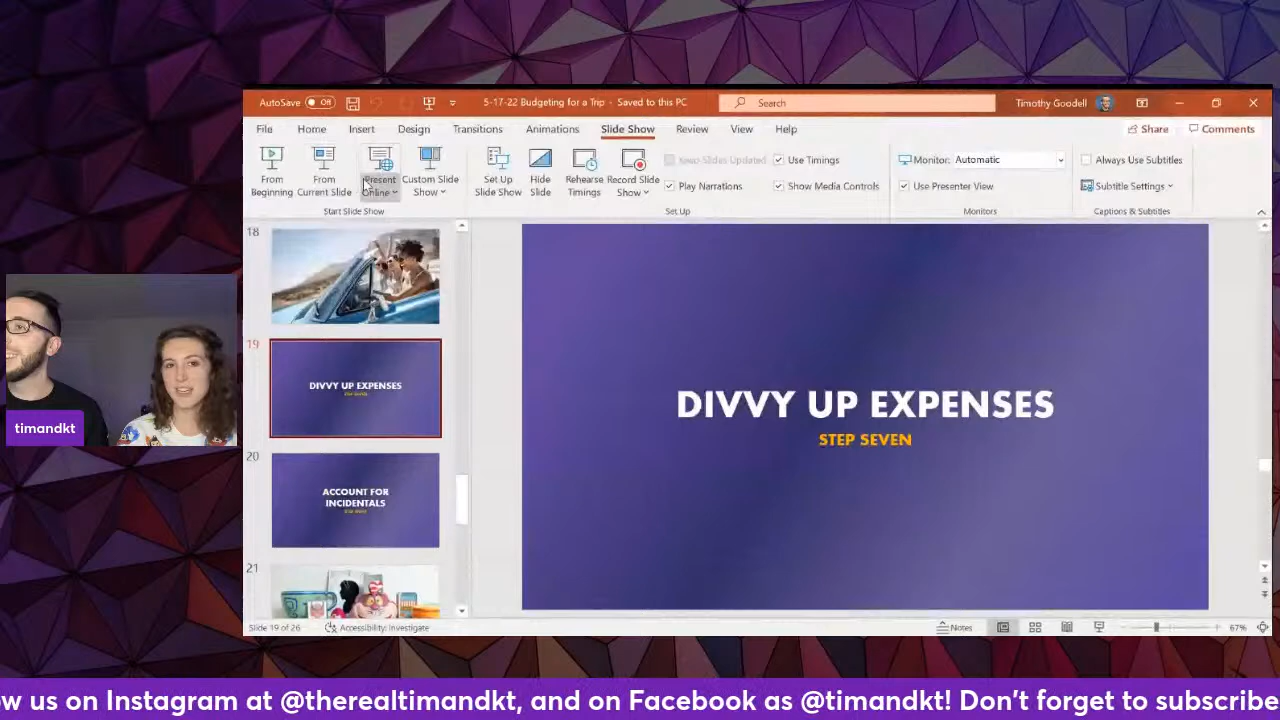 AutoSave Off 5-17-22 Budgeting for a Trip - Saved to this PC Search Timothy Goodell
File Home Insert Design Transitions Animations Slide Show Review View Help Share Comments
From
Beginning
From
Current Slide
Present
Online
Custom Slide
Show
Start Slide Show
Set Up
Slide Show
Hide
Slide
Rehearse
Timings
Record Slide
Show
Keep Slides Updated
Play Narrations
Use Timings
Show Media Controls
Set Up
Monitor: Automatic
Use Presenter View
Monitors
Always Use Subtitles
Subtitle Settings
Captions & Subtitles
18
19
DIVVY UP EXPENSES
20
ACCOUNT FOR
INCIDENTALS
21
DIVVY UP EXPENSES
STEP SEVEN
timandkt
Slide 19 of 26 Accessibility: Investigate Notes 67%
ow us on Instagram at @therealtimandkt, and on Facebook as @timandkt! Don't forget to subscribe